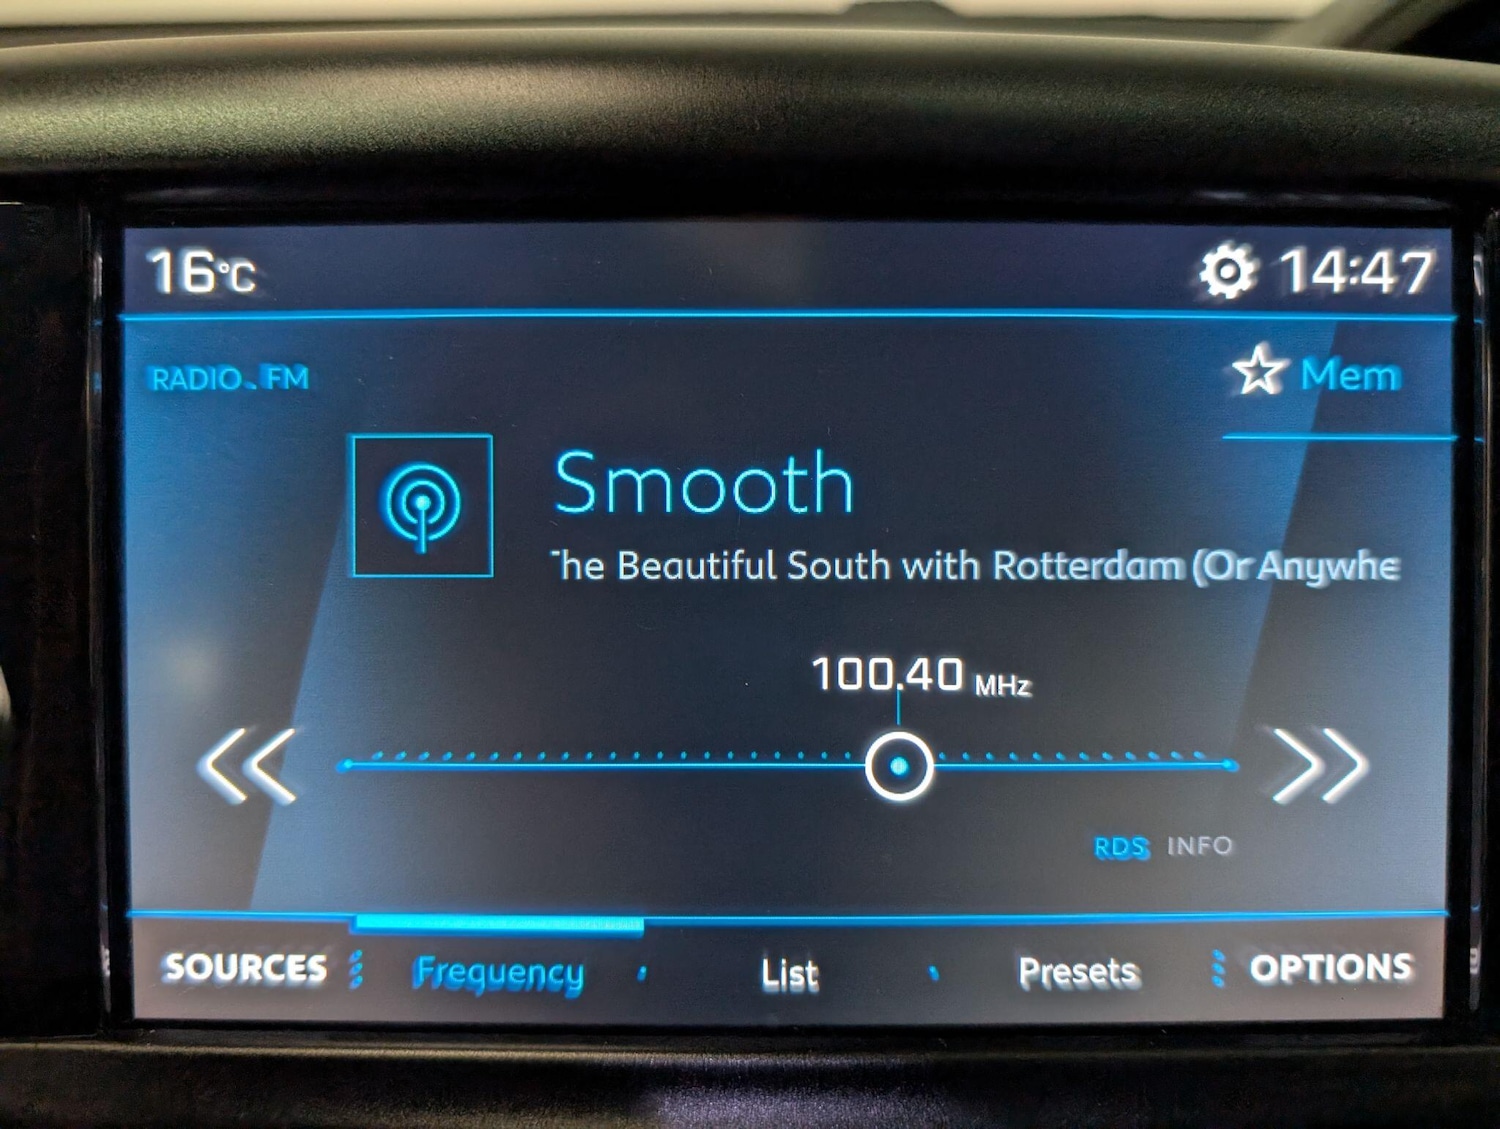 16°C
14:47
RADIO. FM
Mem
Smooth
The Beautiful South with Rotterdam (Or Anywhe
100.40 MHz
RDS INFO
SOURCES Frequency List Presets OPTIONS